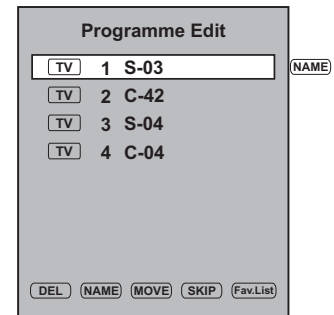 Programme Edit
TV 1 S-03 NAME
TV 2 C-42
TV 3 S-04
TV 4 C-04
DEL NAME MOVE SKIP Fav.List